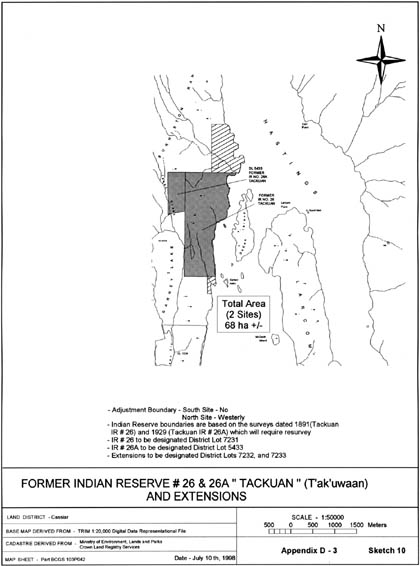 N
DL 5433
FORMER
IR NO. 26A
TACKUAN
FORMER
IR NO. 26
TACKUAN
HASTINGS
ARM
Total Area
(2 Sites)
68 ha +/-
- Adjustment Boundary - South Site - No
North Site - Westerly
- Indian Reserve boundaries are based on the surveys dated 1891(Tackuan
IR # 26) and 1929 (Tackuan IR # 26A) which will require resurvey
- IR # 26 to be designated District Lot 7231
- IR # 26A to be designated District Lot 5433
- Extensions to be designated Districts Lots 7232, and 7233
FORMER INDIAN RESERVE # 26 & 26A " TACKUAN " (T'ak'uwaan)
AND EXTENSIONS
LAND DISTRICT - Cassiar
BASE MAP DERIVED FROM - TRIM 1:20,000 Digital Data Representational File
CADASTRE DERIVED FROM - Ministry of Environment, Lands and Parks
Crown Land Registry Services
MAP SHEET - Part BCGS 103P042
Date - July 10th, 1998
SCALE - 1:50000
500 0 500 1000 1500 Meters
Appendix D - 3 Sketch 10